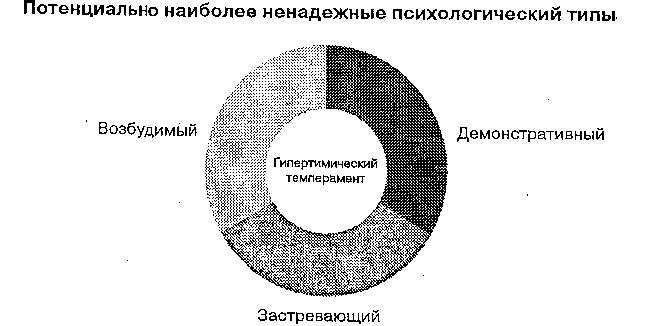 Потенциально наиболее ненадежные психологический типы
Возбудимый
Демонстративный
Гипертимический
темперамент
Застревающий